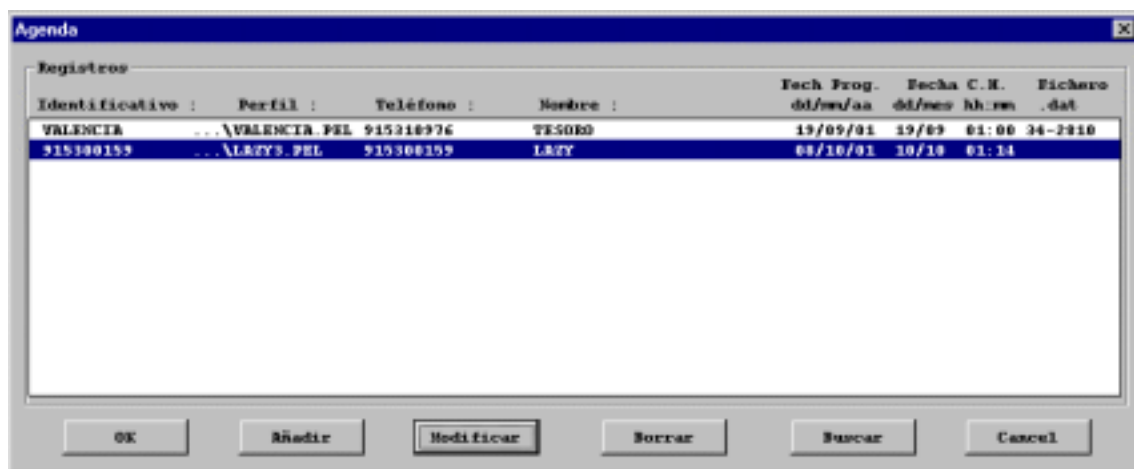 Agenda
Registros
Fech Prog. Fecha C.H. Fichero
Identificativo : Perfil : Teléfono : Nombre : dd/mm/aa dd/mes hh:mm .dat
VALENCIA ...\VALENCIA.PEL 915310976 TESORO 19/09/01 19/09 01:00 34-2810
915300159 ...\LAZY3.PEL 915300159 LAZY 08/10/01 10/10 01:14
OK Añadir Modificar Borrar Buscar Cancel